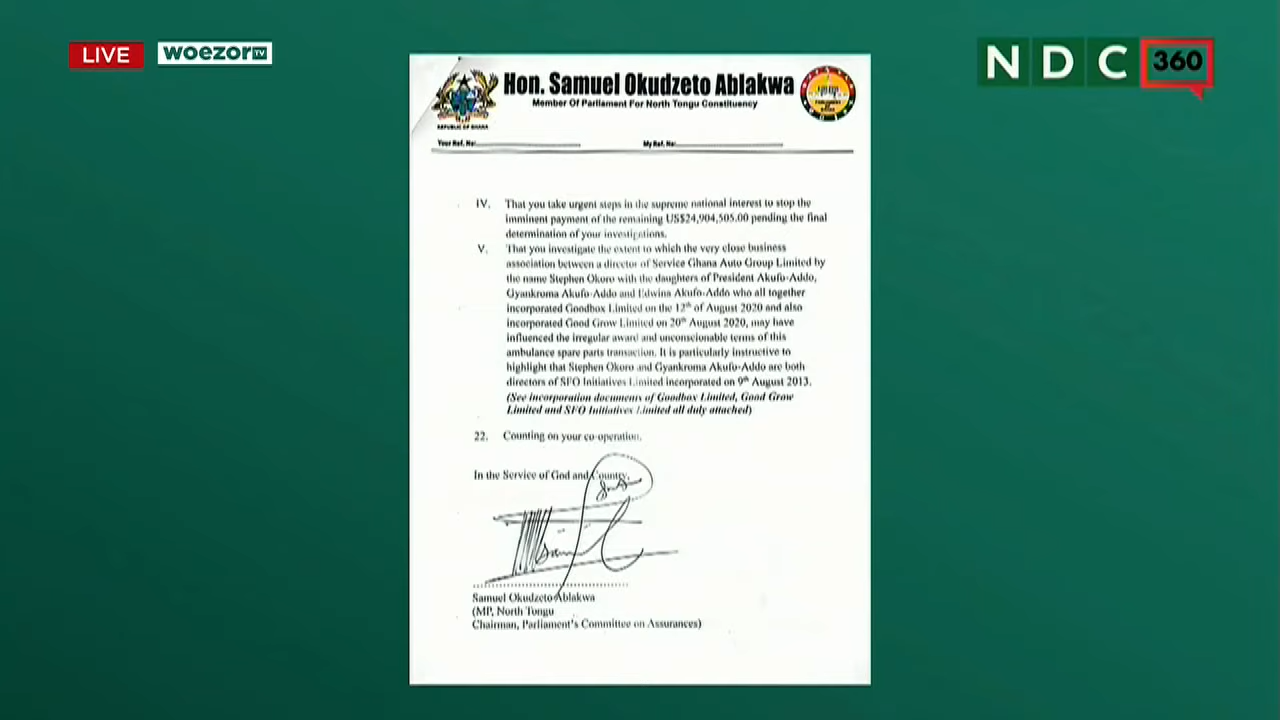 LIVE
woezor TV
NDC 360
Hon. Samuel Okudzeto Ablakwa
Member Of Parliament For North Tongu Constituency
REPUBLIC OF GHANA
Your Ref. No:
My Ref. No:
IV. That you take urgent steps in the supreme national interest to stop the
imminent payment of the remaining US$24,904,505.00 pending the final
determination of your investigations.
V. That you investigate the extent to which the very close business
association between a director of Service Ghana Auto Group Limited by
the name Stephen Okoro with the daughters of President Akufo-Addo,
Gyankroma Akufo-Addo and Edwina Akufo-Addo who all together
incorporated Goodbox Limited on the 12th of August 2020 and also
incorporated Good Grow Limited on 20th August 2020, may have
influenced the irregular award and unconscionable terms of this
ambulance spare parts transaction. It is particularly instructive to
highlight that Stephen Okoro and Gyankroma Akufo-Addo are both
directors of SFO Initiatives Limited incorporated on 9th August 2013.
(See incorporation documents of Goodbox Limited, Good Grow
Limited and SFO Initiatives Limited all duly attached)
22. Counting on your co-operation.
In the Service of God and Country,
Samuel Okudzeto Ablakwa
(MP, North Tongu
Chairman, Parliament's Committee on Assurances)